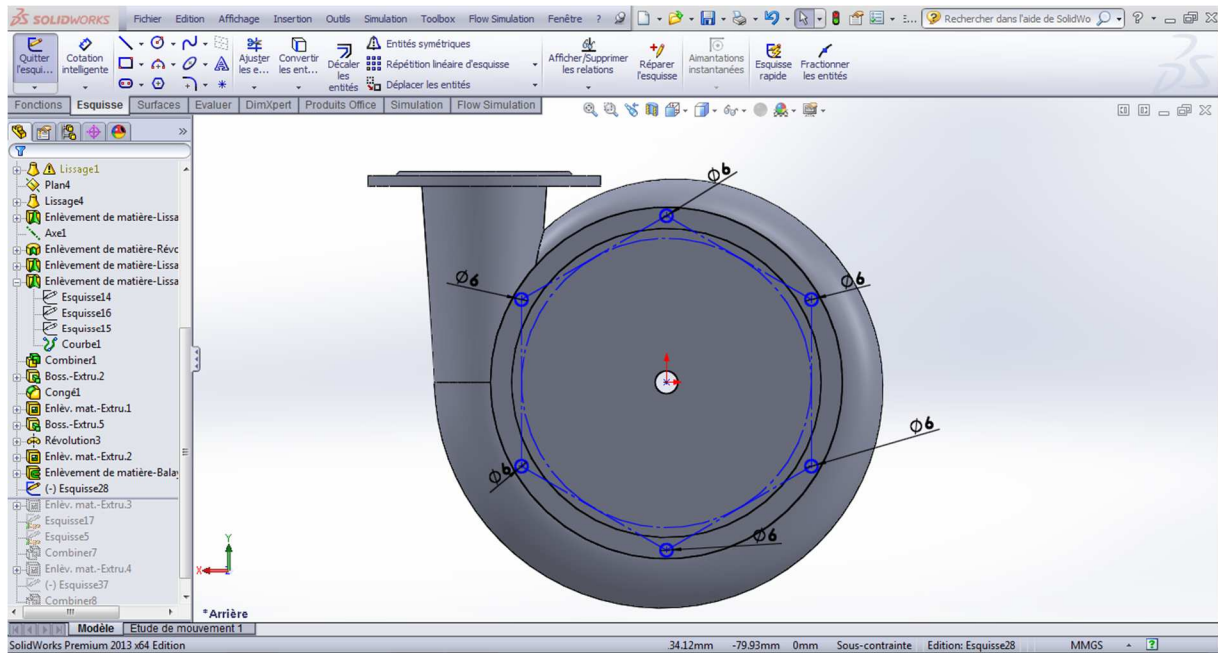 SOLIDWORKS Fichier Edition Affichage Insertion Outils Simulation Toolbox Flow Simulation Fenêtre ? Rechercher dans l'aide de SolidWo
Quitter l'esqui... Cotation intelligente Ajuster les e... Convertir les ent... Décaler les entités Entités symétriques Afficher/Supprimer les relations Réparer l'esquisse Aimantations instantanées Esquisse rapide Fractionner les entités
Répétition linéaire d'esquisse
Déplacer les entités
Fonctions Esquisse Surfaces Evaluer DimXpert Produits Office Simulation Flow Simulation
Lissage1
Plan4
Lissage4
Enlèvement de matière-Lissa
Axe1
Enlèvement de matière-Révc
Enlèvement de matière-Lissa
Enlèvement de matière-Lissa
Esquisse14
Esquisse16
Esquisse15
Courbe1
Combiner1
Boss.-Extru.2
Congé1
Enlèv. mat.-Extru.1
Boss.-Extru.5
Révolution3
Enlèv. mat.-Extru.2
Enlèvement de matière-Balay
(-) Esquisse28
Enlèv. mat.-Extru.3
Esquisse17
Esquisse5
Combiner7
Enlèv. mat.-Extru.4
(-) Esquisse37
Combiner8
Ø6
Ø6
Ø6
Ø6
Ø6
Ø6
Y
X
*Arrière
Modèle Etude de mouvement 1
SolidWorks Premium 2013 x64 Edition 34.12mm -79.93mm 0mm Sous-contrainte Edition: Esquisse28 MMGS